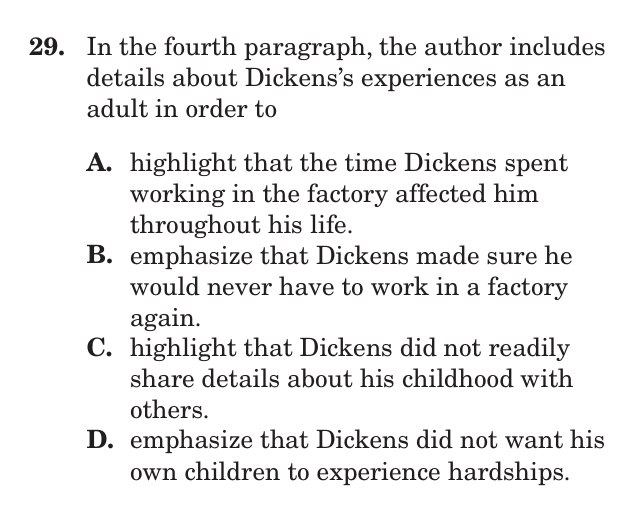 29. In the fourth paragraph, the author includes
details about Dickens’s experiences as an
adult in order to
A. highlight that the time Dickens spent
working in the factory affected him
throughout his life.
B. emphasize that Dickens made sure he
would never have to work in a factory
again.
C. highlight that Dickens did not readily
share details about his childhood with
others.
D. emphasize that Dickens did not want his
own children to experience hardships.